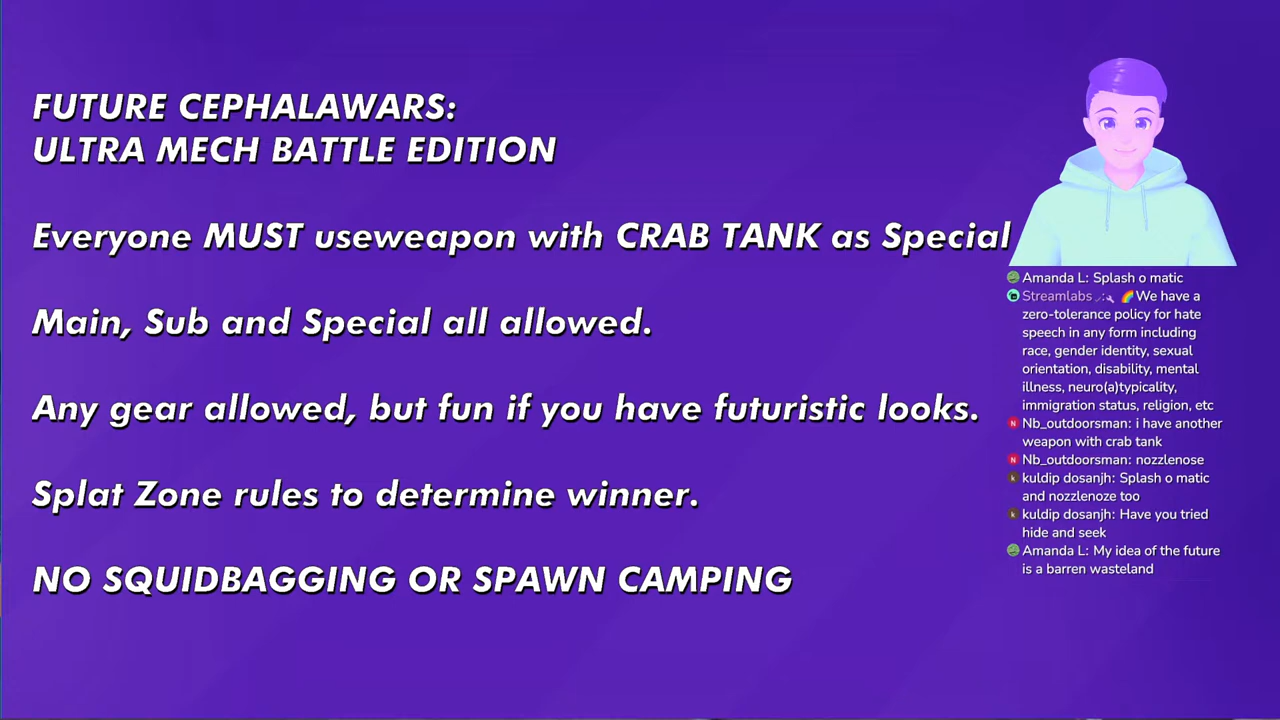 FUTURE CEPHALAWARS:
ULTRA MECH BATTLE EDITION
Everyone MUST useweapon with CRAB TANK as Special
Main, Sub and Special all allowed.
Any gear allowed, but fun if you have futuristic looks.
Splat Zone rules to determine winner.
NO SQUIDBAGGING OR SPAWN CAMPING
Amanda L: Splash o matic
Streamlabs 🌈We have a
zero-tolerance policy for hate
speech in any form including
race, gender identity, sexual
orientation, disability, mental
illness, neuro(a)typicality,
immigration status, religion, etc
N Nb_outdoorsman: i have another
weapon with crab tank
N Nb_outdoorsman: nozzlenose
k kuldip dosanjh: Splash o matic
and nozzlenoze too
k kuldip dosanjh: Have you tried
hide and seek
Amanda L: My idea of the future
is a barren wasteland